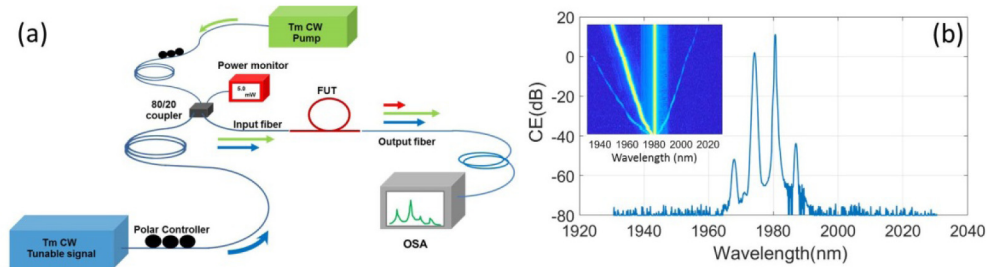 (a)
Tm CW
Pump
Power monitor
5.0
mW
FUT
80/20
coupler
Input fiber
Output fiber
Polar Controller
Tm CW
Tunable signal
OSA
(b)
CE(dB)
20
0
-20
-40
-60
-80
1940 1960 1980 2000 2020
Wavelength (nm)
1920 1940 1960 1980 2000 2020 2040
Wavelength(nm)